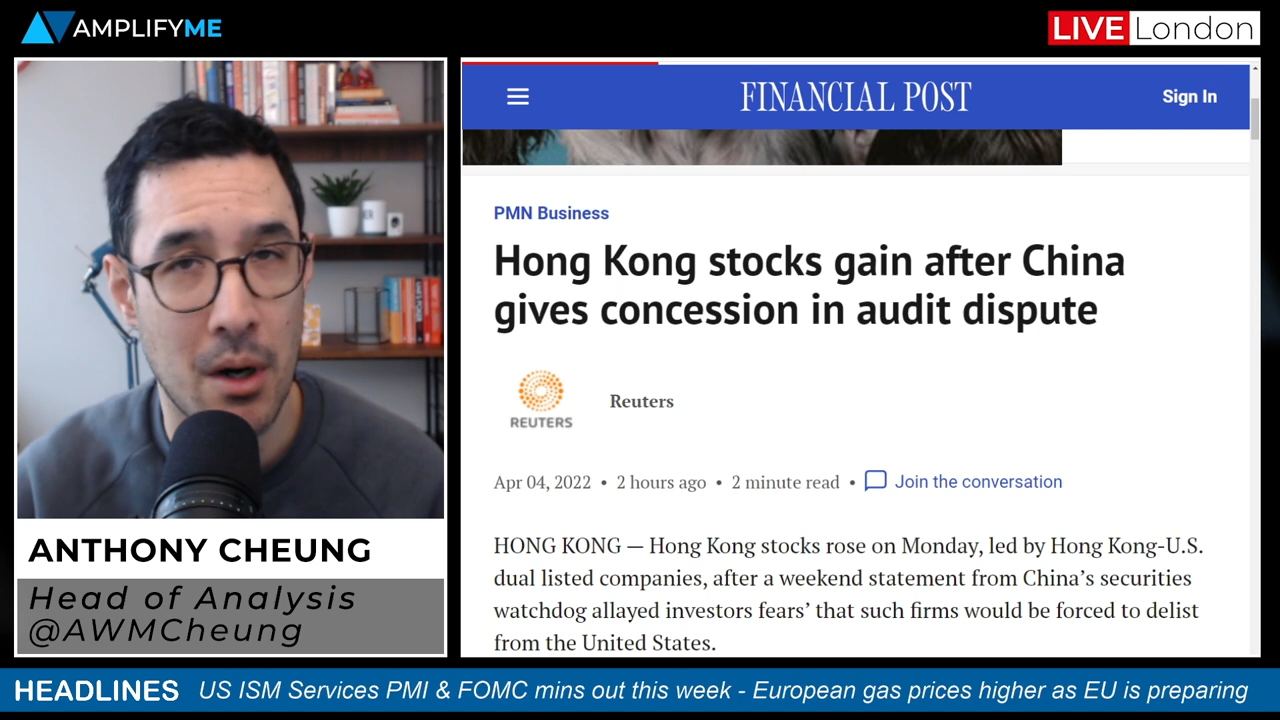 AMPLIFYME
LIVE London
FINANCIAL POST
Sign In
PMN Business
Hong Kong stocks gain after China
gives concession in audit dispute
REUTERS
Reuters
Apr 04, 2022 • 2 hours ago • 2 minute read • Join the conversation
HONG KONG — Hong Kong stocks rose on Monday, led by Hong Kong-U.S.
dual listed companies, after a weekend statement from China’s securities
watchdog allayed investors fears’ that such firms would be forced to delist
from the United States.
ANTHONY CHEUNG
Head of Analysis
@AWMCheung
HEADLINES US ISM Services PMI & FOMC mins out this week - European gas prices higher as EU is preparing